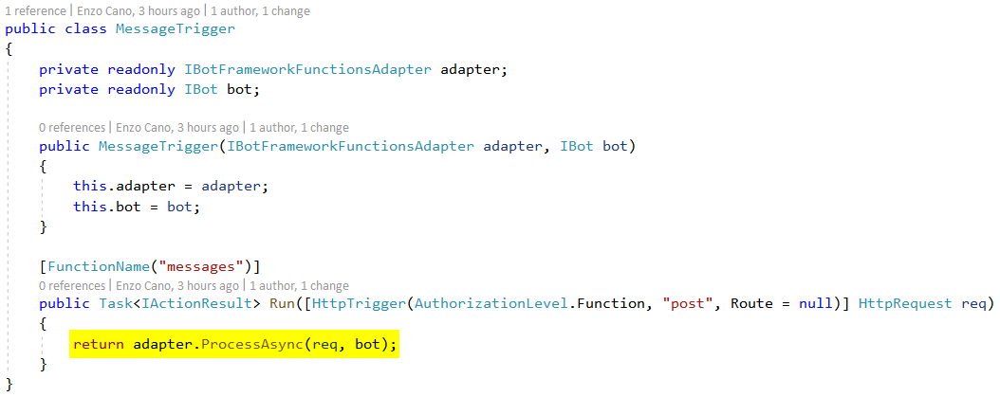 1 reference | Enzo Cano, 3 hours ago | 1 author, 1 change
public class MessageTrigger
{
private readonly IBotFrameworkFunctionsAdapter adapter;
private readonly IBot bot;
0 references | Enzo Cano, 3 hours ago | 1 author, 1 change
public MessageTrigger(IBotFrameworkFunctionsAdapter adapter, IBot bot)
{
this.adapter = adapter;
this.bot = bot;
}
[FunctionName("messages")]
0 references | Enzo Cano, 3 hours ago | 1 author, 1 change
public Task<IActionResult> Run([HttpTrigger(AuthorizationLevel.Function, "post", Route = null)] HttpRequest req)
{
return adapter.ProcessAsync(req, bot);
}
}